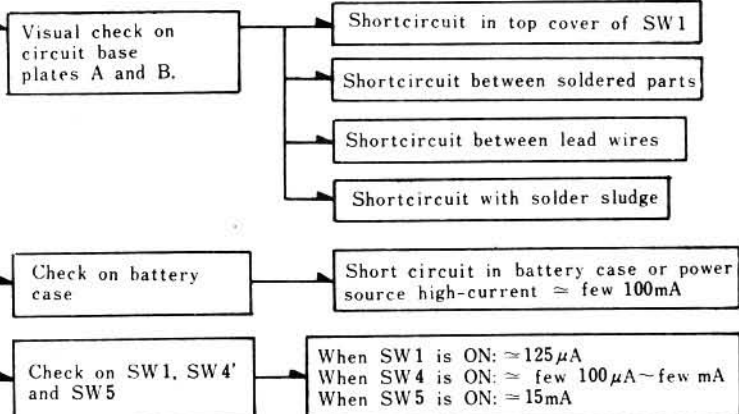 Visual check on
circuit base
plates A and B.
Shortcircuit in top cover of SW1
Shortcircuit between soldered parts
Shortcircuit between lead wires
Shortcircuit with solder sludge
Check on battery
case
Short circuit in battery case or power
source high-current ≃ few 100mA
Check on SW1, SW4'
and SW5
When SW1 is ON: ≃125μA
When SW4 is ON: ≃ few 100μA~few mA
When SW5 is ON: ≃15mA